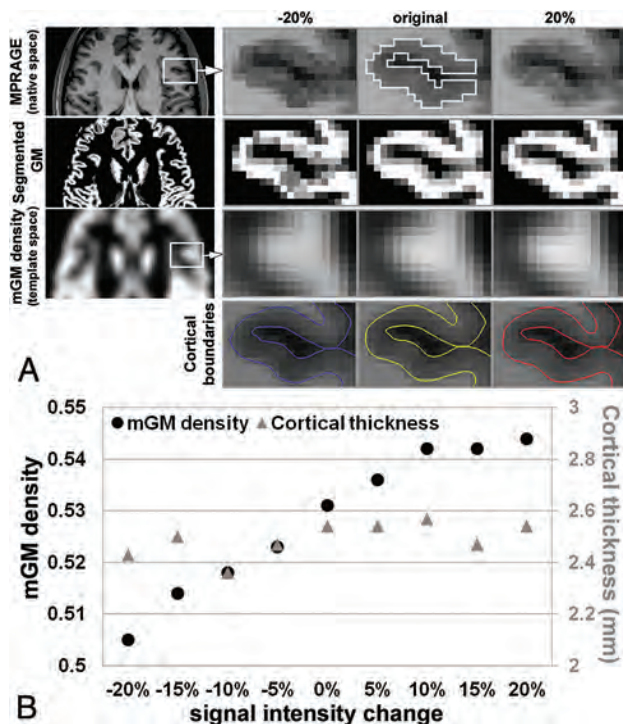 -20% original 20%
MPRAGE
(native space)
Segmented
GM
mGM density
(template space)
Cortical
boundaries
A
mGM density Cortical thickness
0.55
0.54
0.53
0.52
0.51
0.5
mGM density
3
2.8
2.6
2.4
2.2
2
Cortical thickness (mm)
-20% -15% -10% -5% 0% 5% 10% 15% 20%
signal intensity change
B